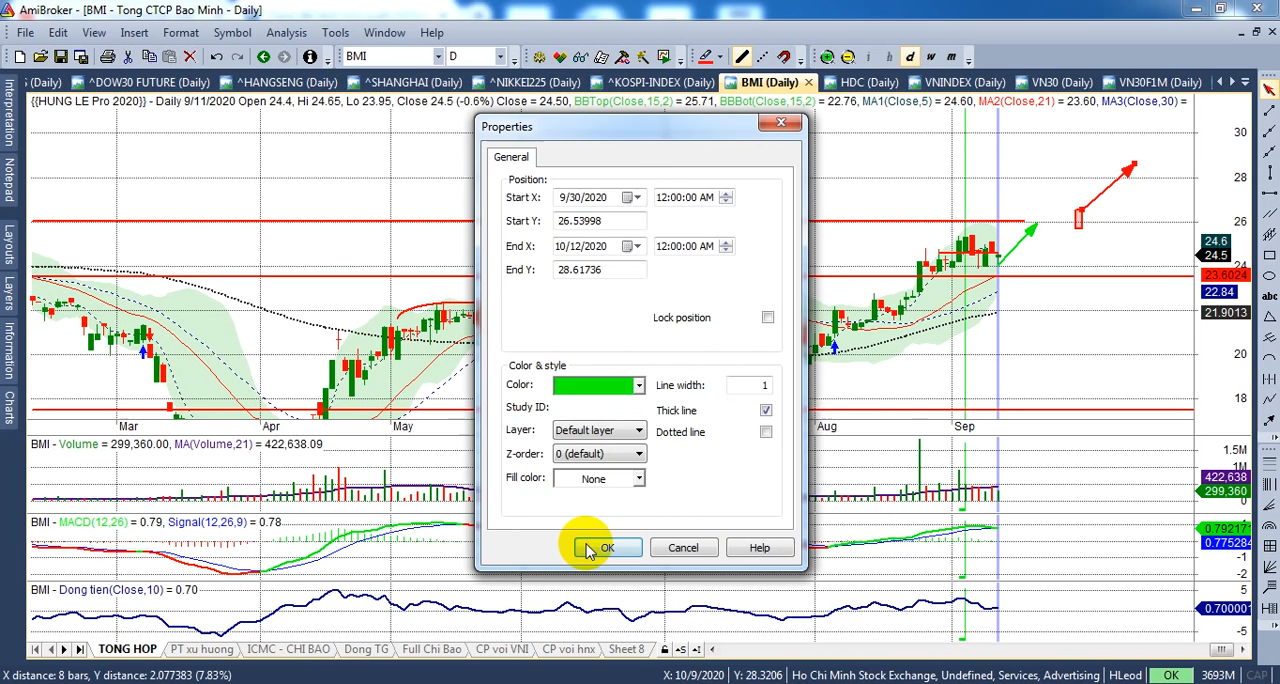 AmiBroker - [BMI - Tong CTCP Bao Minh - Daily]
File Edit View Insert Format Symbol Analysis Tools Window Help
BMI D i h d w m
(Daily) ^DOW30 FUTURE (Daily) ^HANGSENG (Daily) ^SHANGHAI (Daily) ^NIKKEI225 (Daily) ^KOSPI-INDEX (Daily) BMI (Daily) HDC (Daily) VNINDEX (Daily) VN30 (Daily) VN30F1M (Daily)
{{HUNG LE Pro 2020}} - Daily 9/11/2020 Open 24.4, Hi 24.65, Lo 23.95, Close 24.5 (-0.6%) Close = 24.50, BBTop(Close,15,2) = 25.71, BBBot(Close,15,2) = 22.76, MA1(Close,5) = 24.60, MA2(Close,21) = 23.60, MA3(Close,30) =
Interpretation
Notepad
Layouts
Layers
Information
Charts
Properties
General
Position:
Start X: 9/30/2020 12:00:00 AM
Start Y: 26.53998
End X: 10/12/2020 12:00:00 AM
End Y: 28.61736
Lock position
Color & style
Color: Line width: 1
Study ID: Thick line
Layer: Default layer Dotted line
Z-order: 0 (default)
Fill color: None
OK Cancel Help
30
28
26
24.6
24.5
24
23.6024
22.84
21.9013
20
18
abc
Mar Apr May Aug Sep
BMI - Volume = 299,360.00, MA(Volume,21) = 422,638.09
1.5M
1M
422,638
299,360
0
BMI - MACD(12,26) = 0.79, Signal(12,26,9) = 0.78
0.792171
0.775284
-1
-2
BMI - Dong tien(Close,10) = 0.70
5
0.700001
-5
TONG HOP PT xu huong ICMC - CHI BAO Dong TG Full Chi Bao CP voi VNI CP voi hnx Sheet 8
X distance: 8 bars, Y distance: 2.077383 (7.83%) X: 10/9/2020 Y: 28.3206 Ho Chi Minh Stock Exchange, Undefined, Services, Advertising HLeod OK 3693M CAP